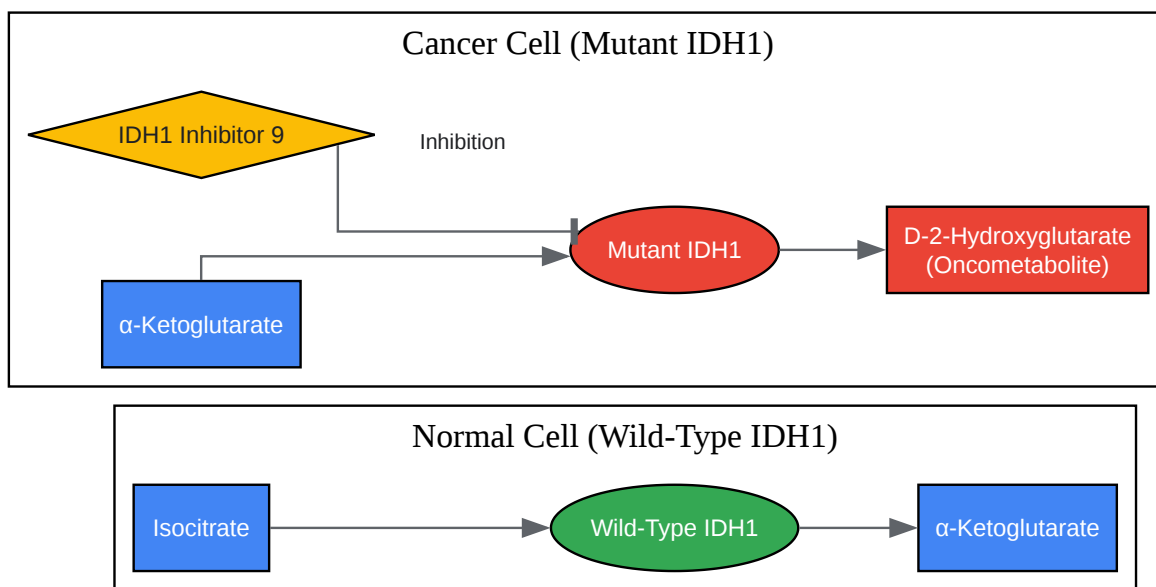 Cancer Cell (Mutant IDH1)
IDH1 Inhibitor 9
Inhibition
Mutant IDH1
D-2-Hydroxyglutarate
(Oncometabolite)
α-Ketoglutarate
Normal Cell (Wild-Type IDH1)
Isocitrate
Wild-Type IDH1
α-Ketoglutarate